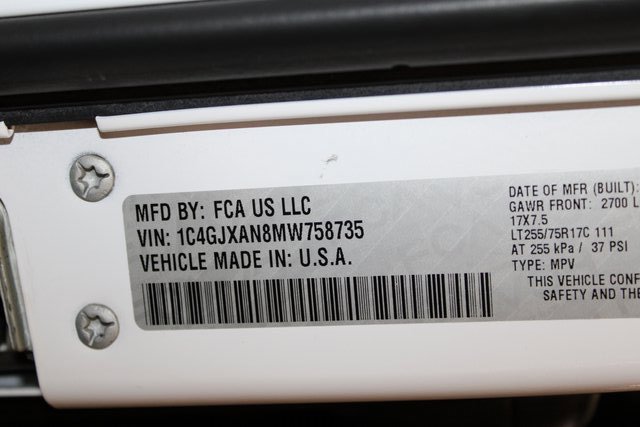 MFD BY: FCA US LLC
VIN: 1C4GJXAN8MW758735
VEHICLE MADE IN: U.S.A.
DATE OF MFR (BUILT):
GAWR FRONT: 2700 L
17X7.5
LT255/75R17C 111
AT 255 kPa / 37 PSI
TYPE: MPV
THIS VEHICLE CONF
SAFETY AND THE